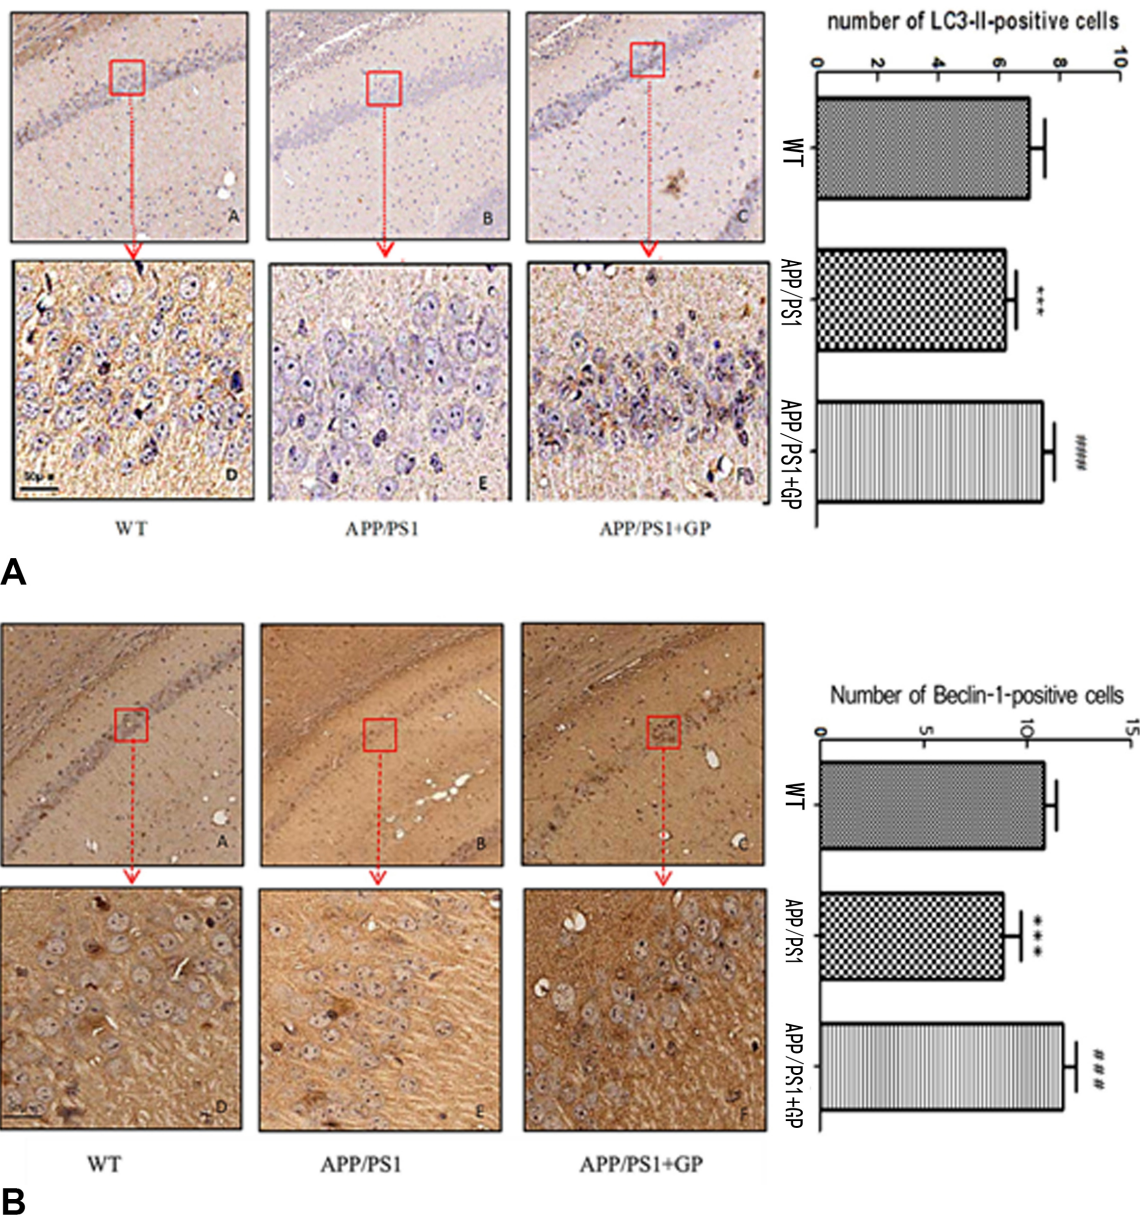 number of LC3-II-positive cells
0 2 4 6 8 10
A
B
C
WT
APP/PS1
***
D
E
F
APP/PS1+GP
######
WT APP/PS1 APP/PS1+GP
A
Number of Beclin-1-positive cells
0 5 10 15
WT
A
B
C
APP/PS1
***
D
E
F
APP/PS1+GP
###
WT APP/PS1 APP/PS1+GP
B